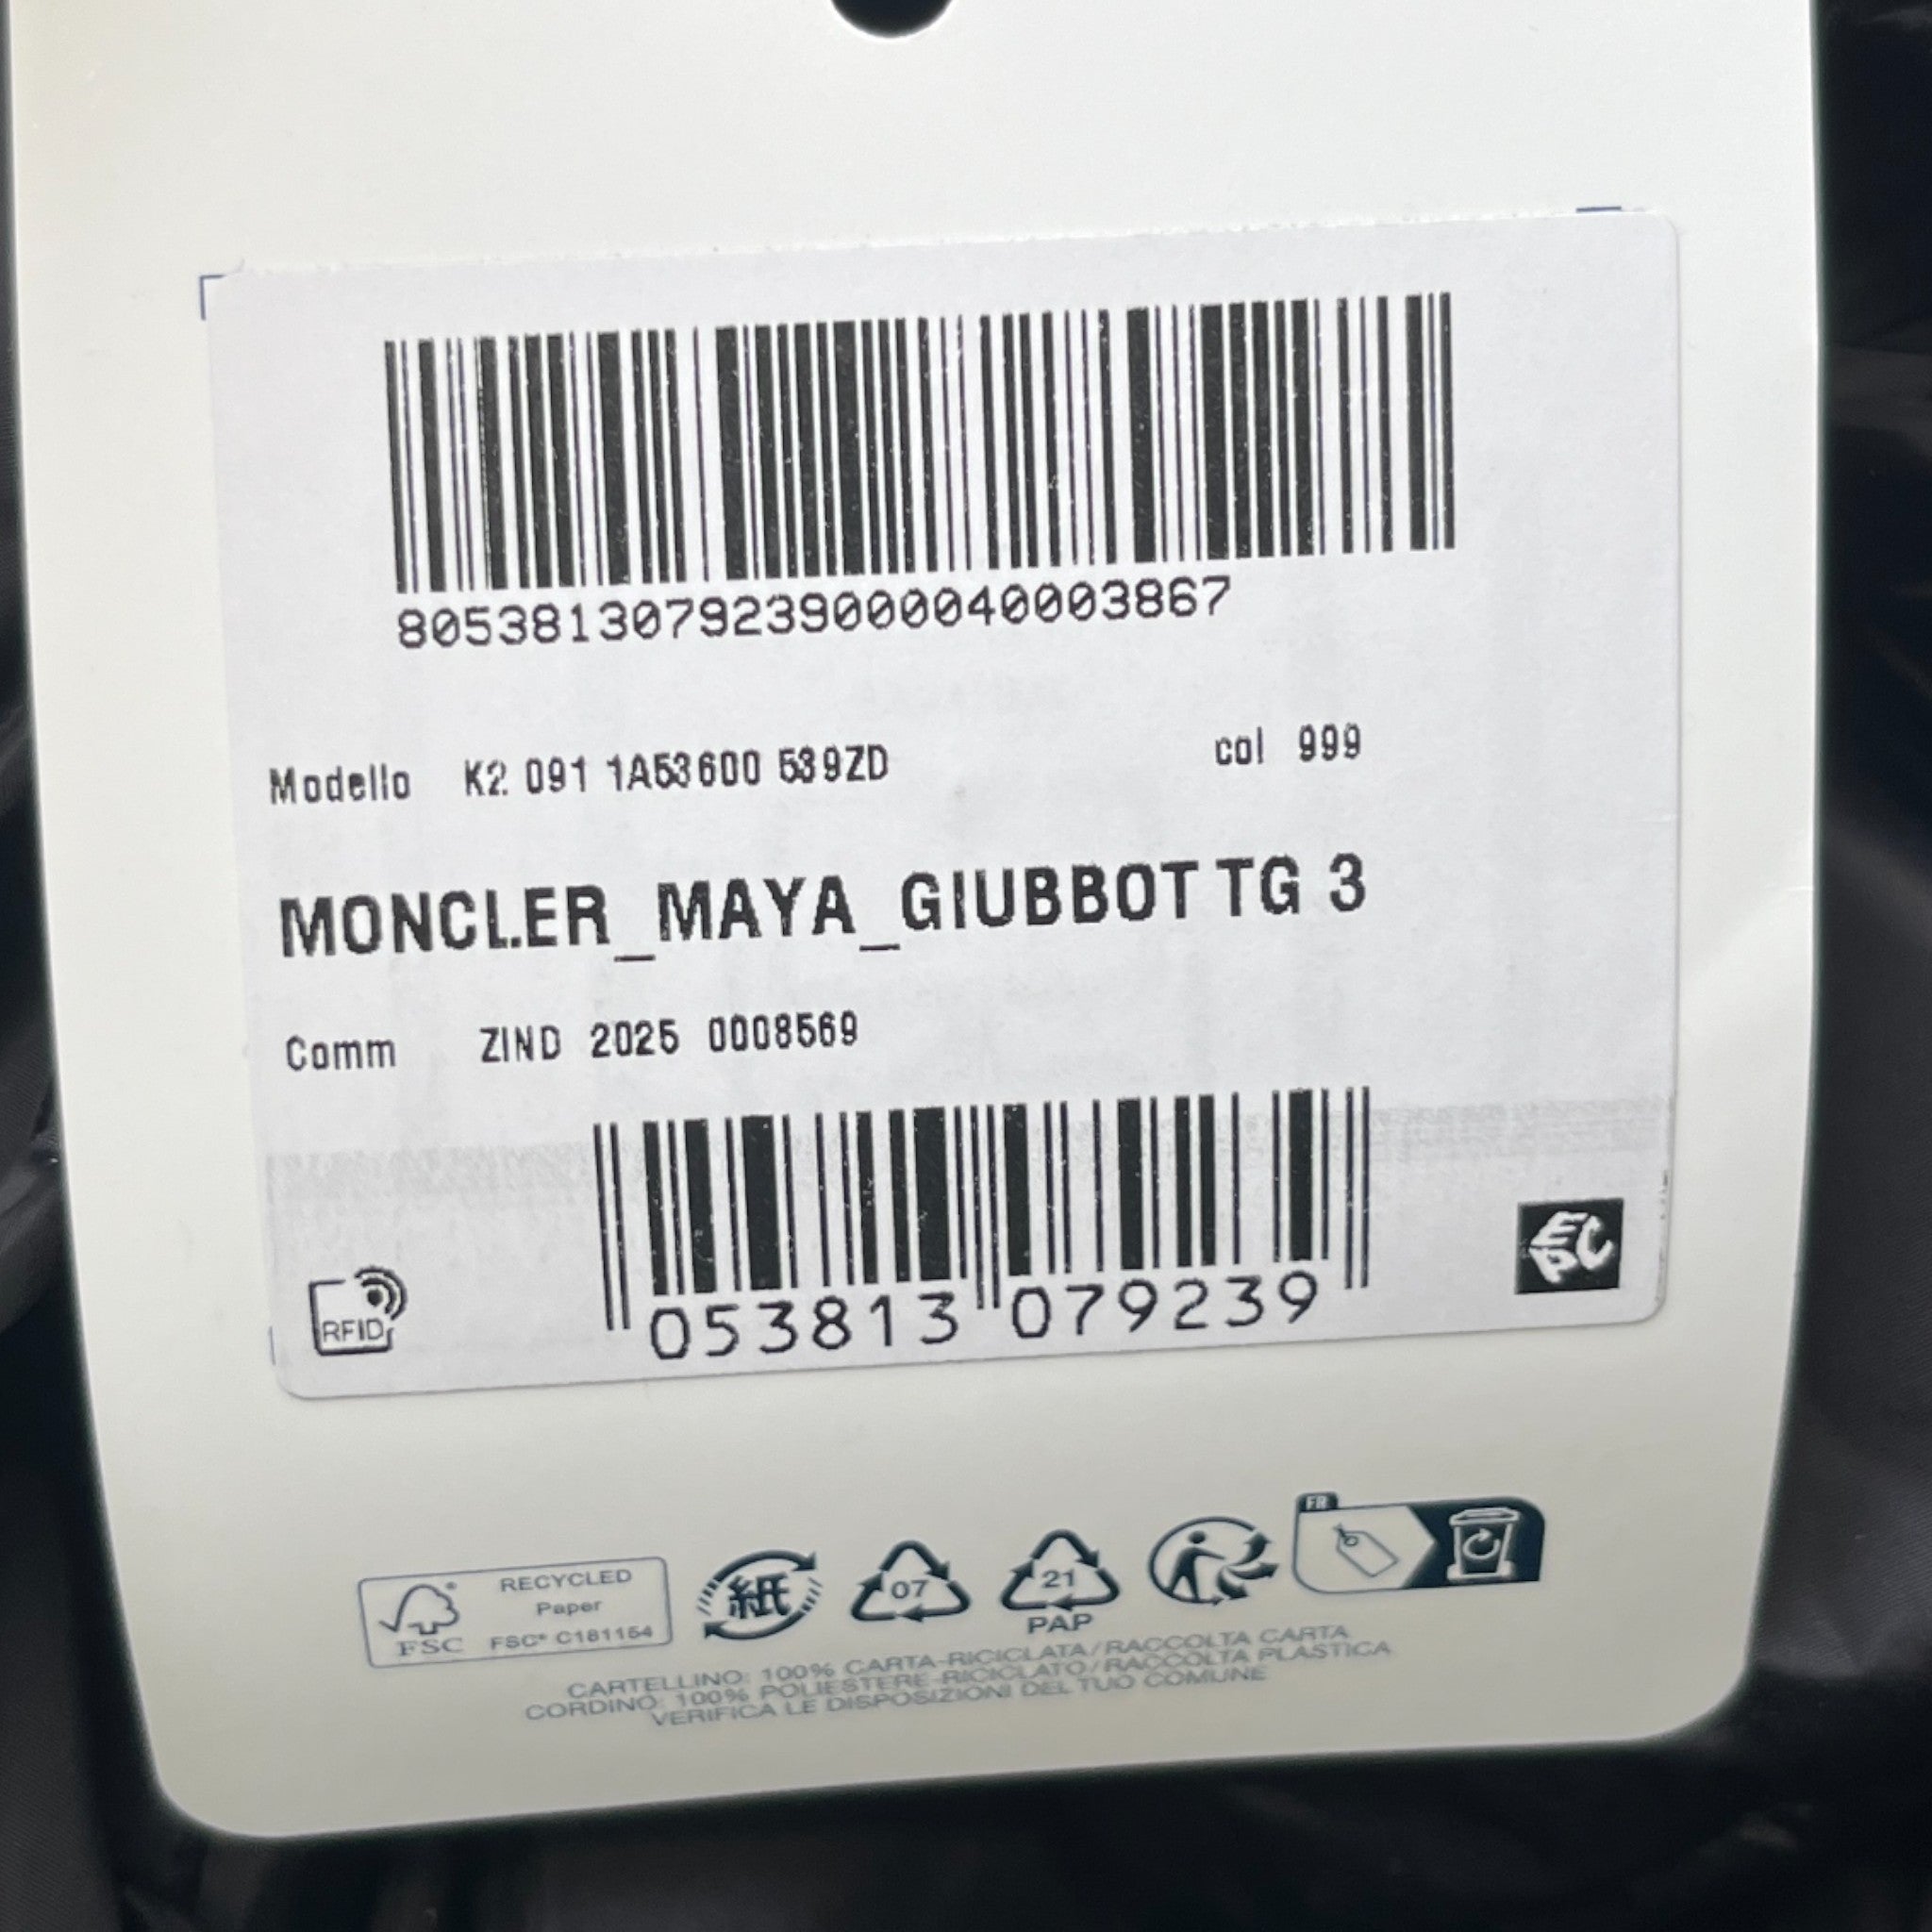 8053813079239000040003867
Modello K2 091 1A53600 539ZD col 999
MONCLER_MAYA_GIUBBOT TG 3
Comm ZIND 2025 0008569
053813 079239
RFID
EPC
FR
RECYCLED
Paper
FSC FSC® C181154
紙
07
21
PAP
CARTELLINO: 100% CARTA RICICLATA/RACCOLTA CARTA
CORDINO: 100% POLIESTERE RICICLATO/RACCOLTA PLASTICA
VERIFICA LE DISPOSIZIONI DEL TUO COMUNE